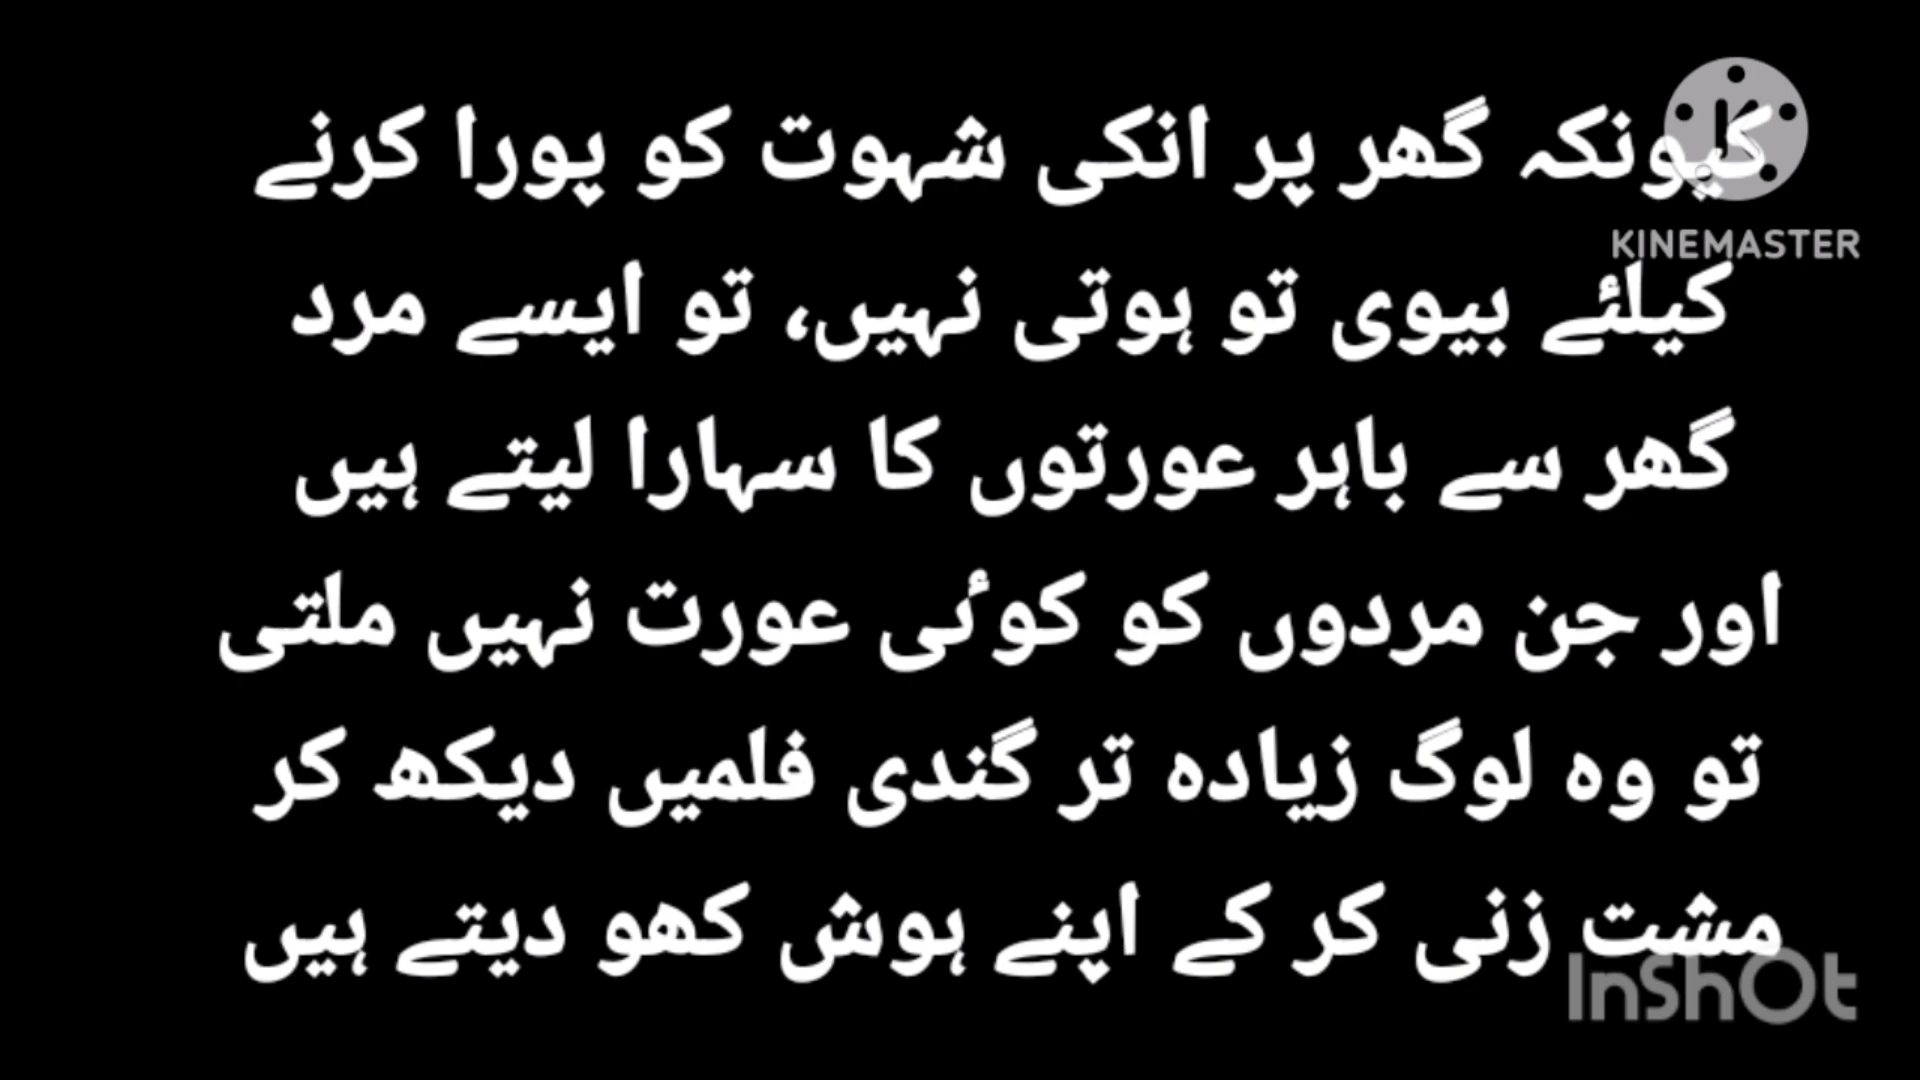 کیونکہ گھر پر انکی شہوت کو پورا کرنے
KINEMASTER
کیلئے بیوی تو ہوتی نہیں، تو ایسے مرد
گھر سے باہر عورتوں کا سہارا لیتے ہیں
اور جن مردوں کو کوئی عورت نہیں ملتی
تو وہ لوگ زیادہ تر گندی فلمیں دیکھ کر
مشت زنی کر کے اپنے ہوش کھو دیتے ہیں
InShOt